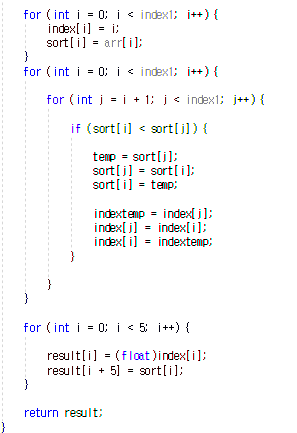 for (int i = 0; i < index1; i++) {
index[i] = i;
sort[i] = arr[i];
}
for (int i = 0; i < index1; i++) {
for (int j = i + 1; j < index1; j++) {
if (sort[i] < sort[j]) {
temp = sort[j];
sort[j] = sort[i];
sort[i] = temp;
indextemp = index[j];
index[j] = index[i];
index[i] = indextemp;
}
}
}
for (int i = 0; i < 5; i++) {
result[i] = (float)index[i];
result[i + 5] = sort[i];
}
return result;
}